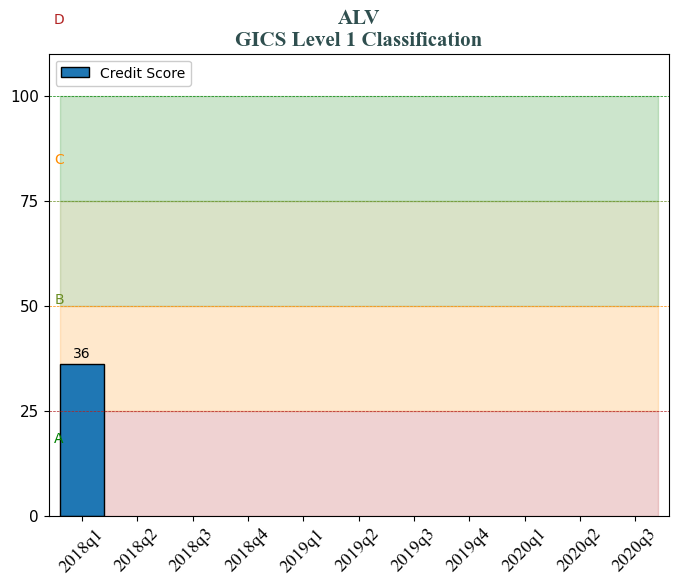 D
ALV
GICS Level 1 Classification
Credit Score
100
C
75
B
50
36
25
A
0
2018q1 2018q2 2018q3 2018q4 2019q1 2019q2 2019q3 2019q4 2020q1 2020q2 2020q3